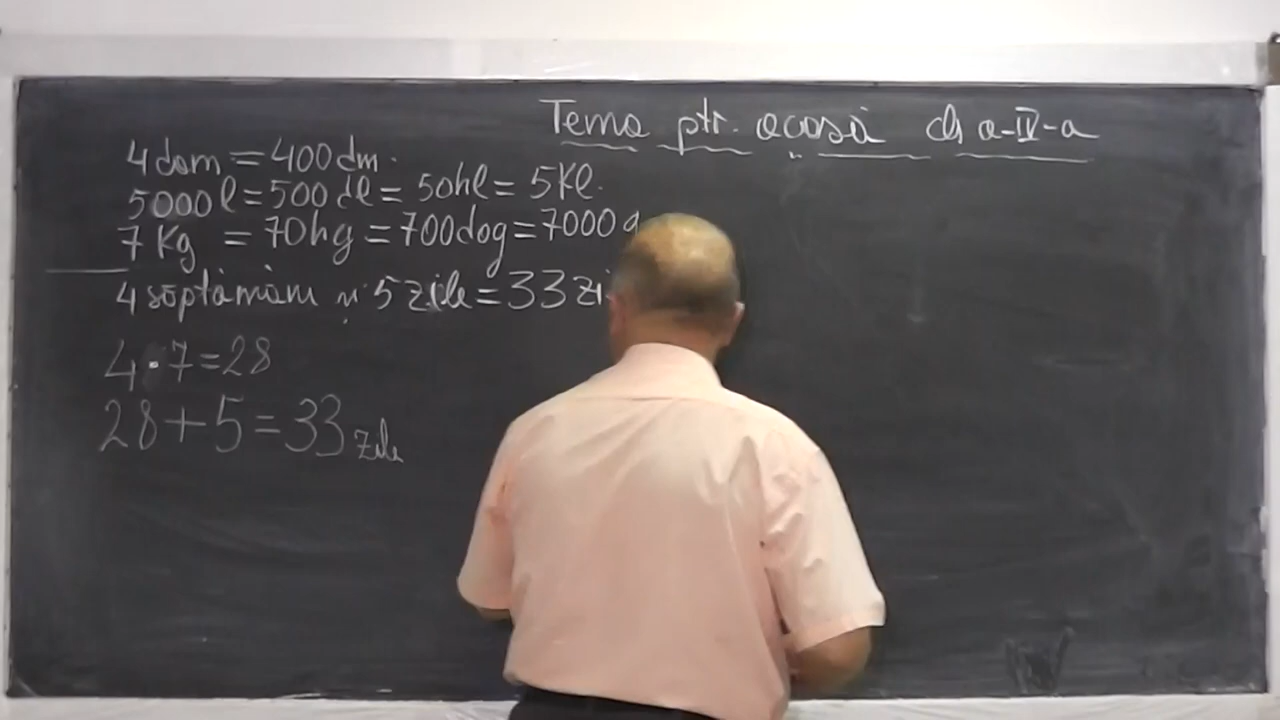 Tema ptr. acasă cls a-IV-a
4 dam = 400 dm.
5000 l = 500 dl = 50 hl = 5 Kl.
7 Kg = 70 hg = 700 dag = 7000 g
4 săptămâni și 5 zile = 33 zi
4 · 7 = 28
28 + 5 = 33 zile